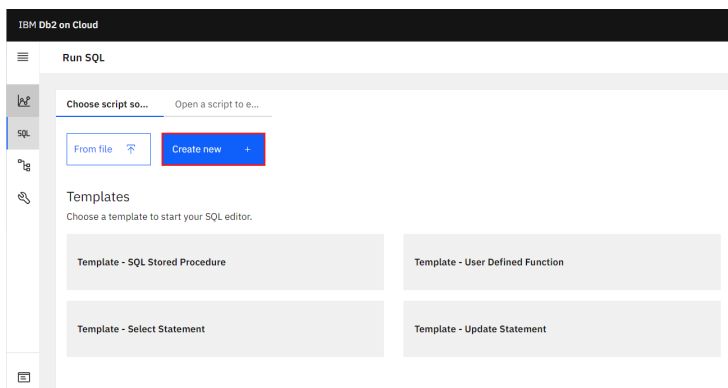 IBM Db2 on Cloud
Run SQL
Choose script so...
Open a script to e...
SQL
From file
Create new +
Templates
Choose a template to start your SQL editor.
Template - SQL Stored Procedure
Template - User Defined Function
Template - Select Statement
Template - Update Statement